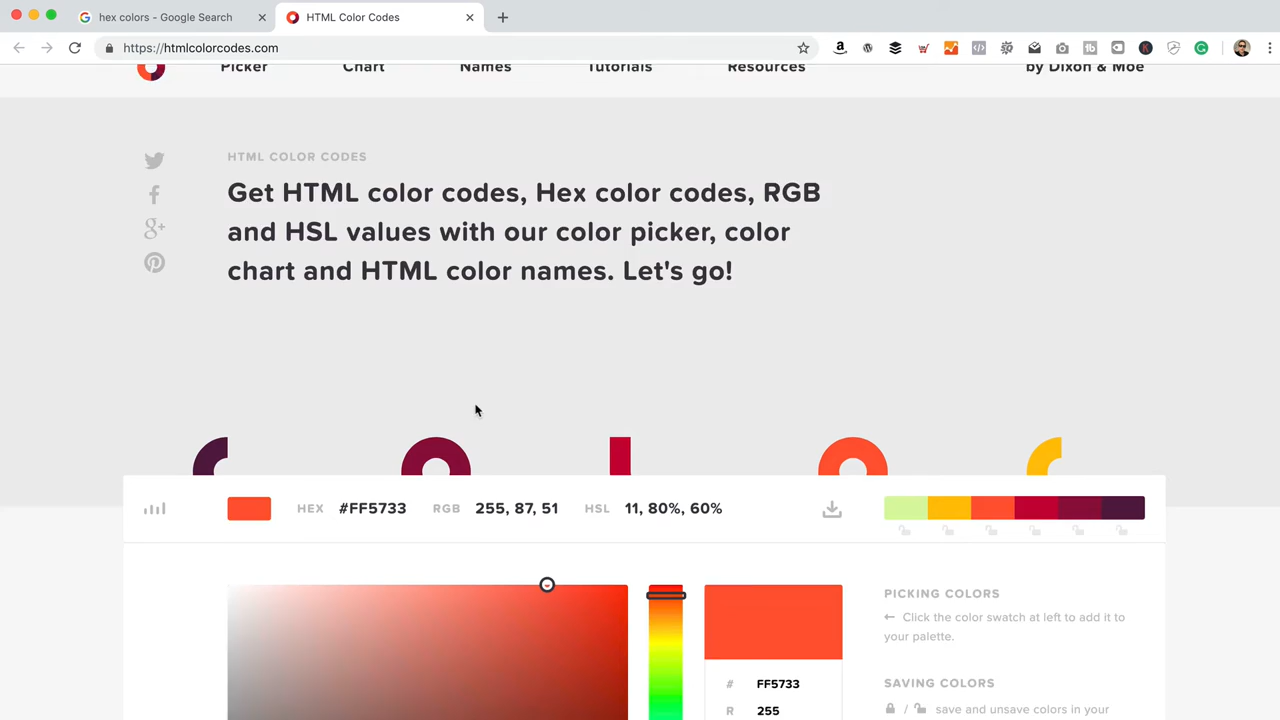 hex colors - Google Search
HTML Color Codes
https://htmlcolorcodes.com
Picker
Chart
Names
Tutorials
Resources
by Dixon & Moe
HTML COLOR CODES
Get HTML color codes, Hex color codes, RGB
and HSL values with our color picker, color
chart and HTML color names. Let's go!
HEX #FF5733 RGB 255, 87, 51 HSL 11, 80%, 60%
PICKING COLORS
← Click the color swatch at left to add it to
your palette.
# FF5733
R 255
SAVING COLORS
/ save and unsave colors in your